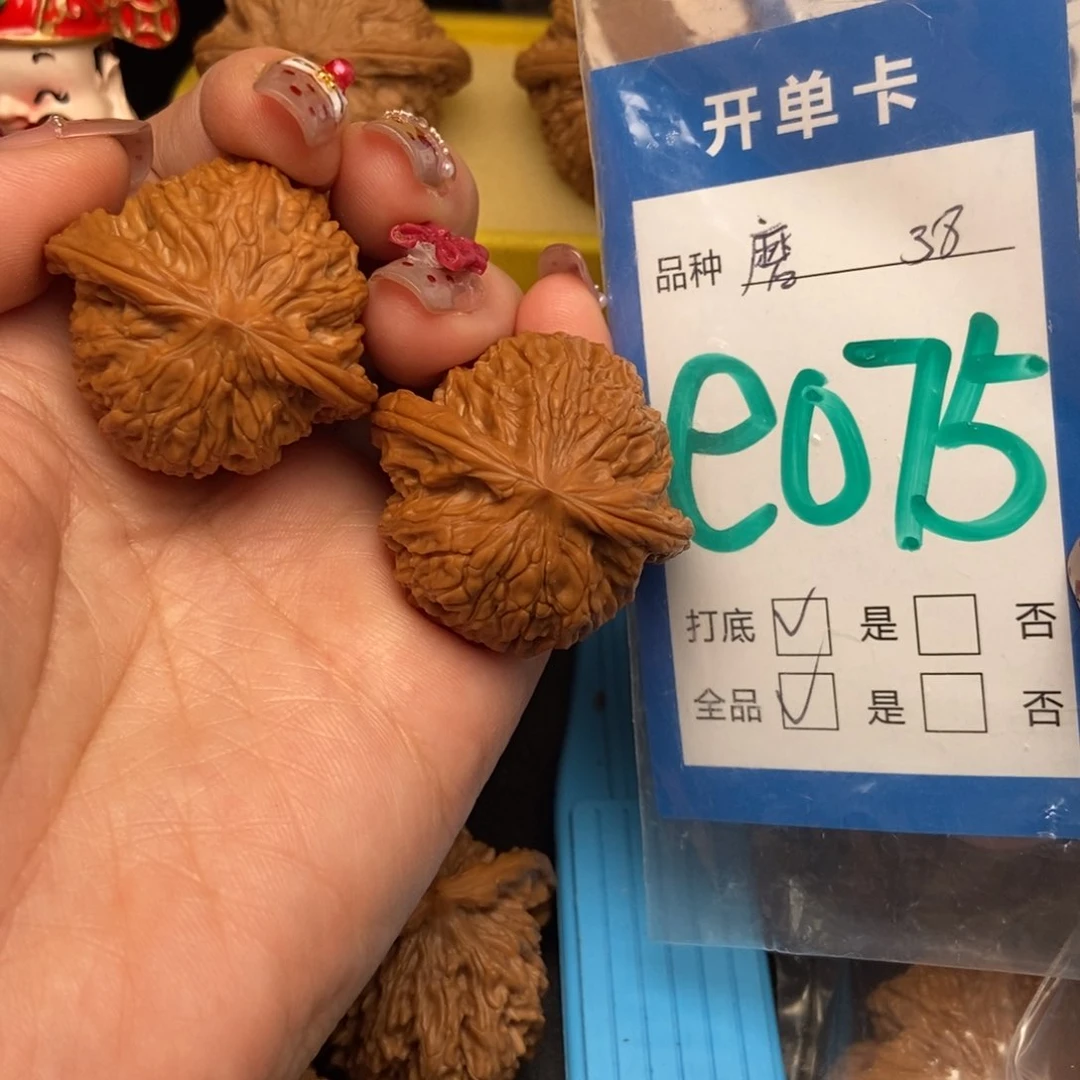 开单卡
品种 磨 38
e075
打底 ☑ 是 ☐ 否
全品 ☑ 是 ☐ 否